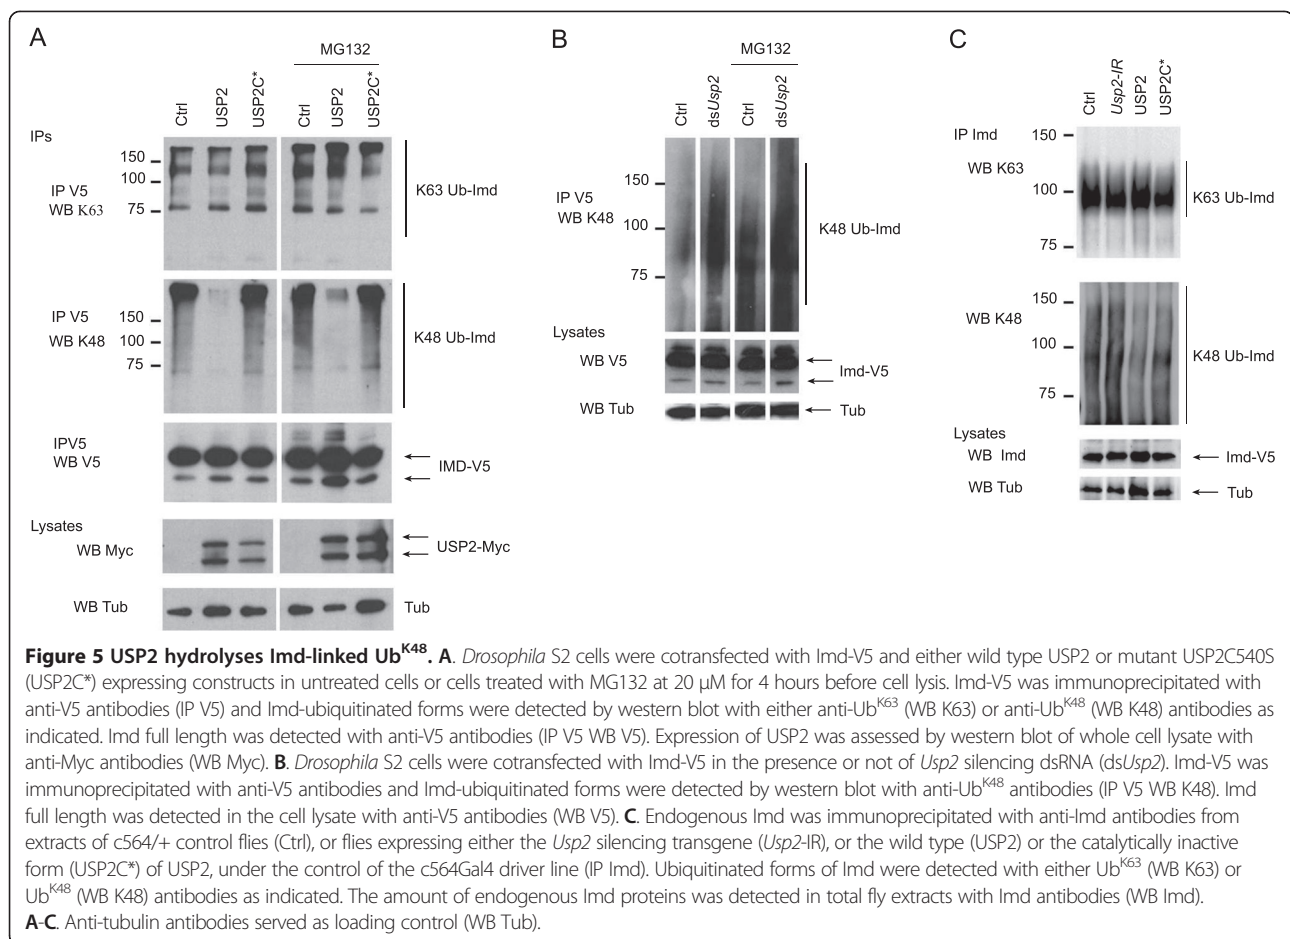 A
MG132
Ctrl
USP2
USP2C*
Ctrl
USP2
USP2C*
IPs
150
100
75
IP V5
WB K63
K63 Ub-Imd
IP V5
WB K48
150
100
75
K48 Ub-Imd
IPV5
WB V5
IMD-V5
Lysates
WB Myc
USP2-Myc
WB Tub
Tub
B
MG132
Ctrl
dsUsp2
Ctrl
dsUsp2
IP V5
WB K48
150
100
75
K48 Ub-Imd
Lysates
WB V5
Imd-V5
WB Tub
Tub
C
Ctrl
Usp2-IR
USP2
USP2C*
IP Imd
WB K63
150
100
75
K63 Ub-Imd
WB K48
150
100
75
K48 Ub-Imd
Lysates
WB Imd
Imd-V5
WB Tub
Tub
Figure 5 USP2 hydrolyses Imd-linked Ub^K48. A. Drosophila S2 cells were cotransfected with Imd-V5 and either wild type USP2 or mutant USP2C540S
(USP2C*) expressing constructs in untreated cells or cells treated with MG132 at 20 μM for 4 hours before cell lysis. Imd-V5 was immunoprecipitated with
anti-V5 antibodies (IP V5) and Imd-ubiquitinated forms were detected by western blot with either anti-Ub^K63 (WB K63) or anti-Ub^K48 (WB K48) antibodies as
indicated. Imd full length was detected with anti-V5 antibodies (IP V5 WB V5). Expression of USP2 was assessed by western blot of whole cell lysate with
anti-Myc antibodies (WB Myc). B. Drosophila S2 cells were cotransfected with Imd-V5 in the presence or not of Usp2 silencing dsRNA (dsUsp2). Imd-V5 was
immunoprecipitated with anti-V5 antibodies and Imd-ubiquitinated forms were detected by western blot with anti-Ub^K48 antibodies (IP V5 WB K48). Imd
full length was detected in the cell lysate with anti-V5 antibodies (WB V5). C. Endogenous Imd was immunoprecipitated with anti-Imd antibodies from
extracts of c564/+ control flies (Ctrl), or flies expressing either the Usp2 silencing transgene (Usp2-IR), or the wild type (USP2) or the catalytically inactive
form (USP2C*) of USP2, under the control of the c564Gal4 driver line (IP Imd). Ubiquitinated forms of Imd were detected with either Ub^K63 (WB K63) or
Ub^K48 (WB K48) antibodies as indicated. The amount of endogenous Imd proteins was detected in total fly extracts with Imd antibodies (WB Imd).
A-C. Anti-tubulin antibodies served as loading control (WB Tub).